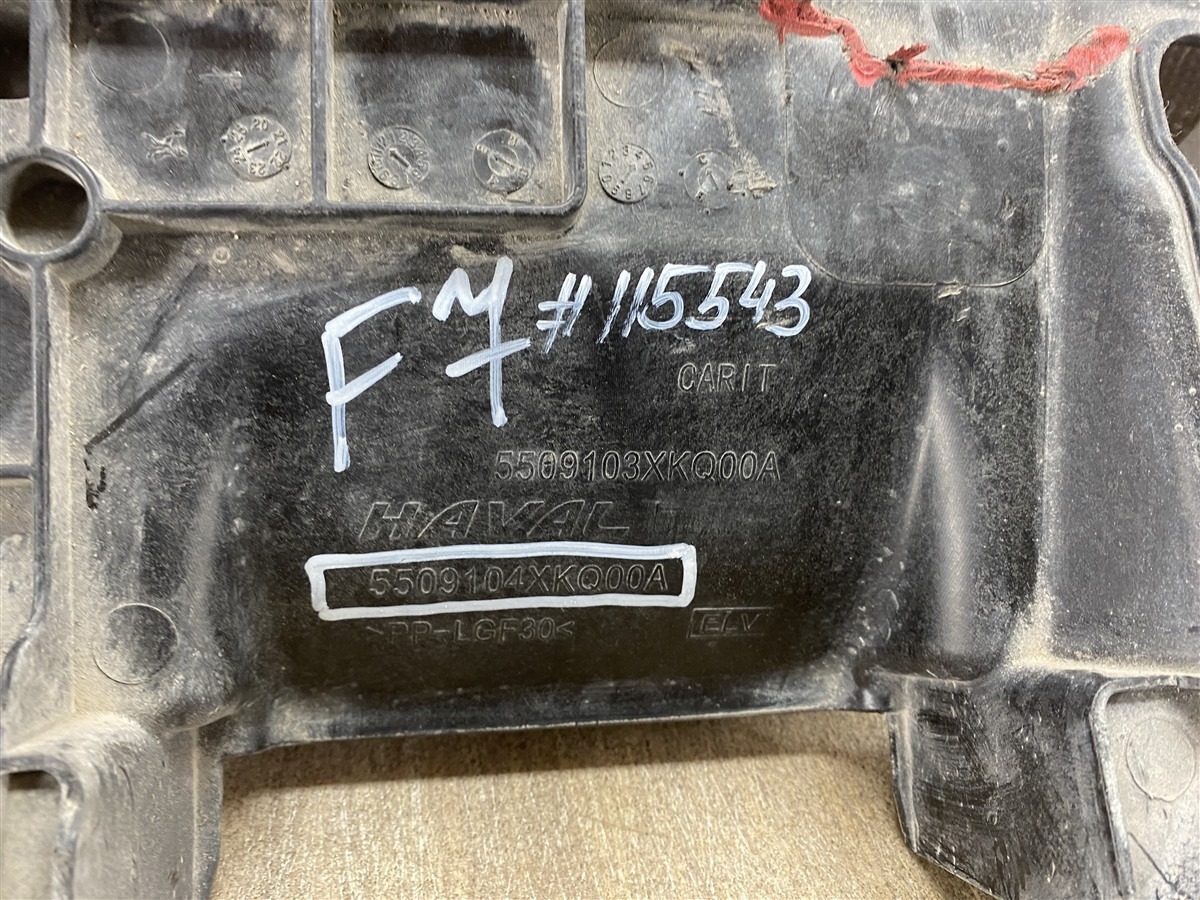 FM #115543
CARIT
5509103XKQ00A
HAVAL
5509104XKQ00A
>PP-LGF30<
ELV